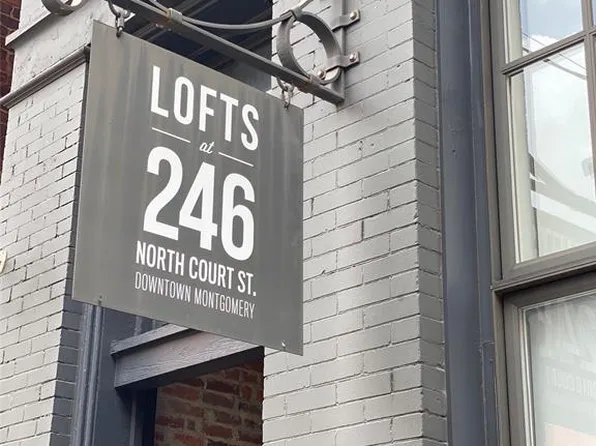 LOFTS
at
246
NORTH COURT ST.
DOWNTOWN MONTGOMERY